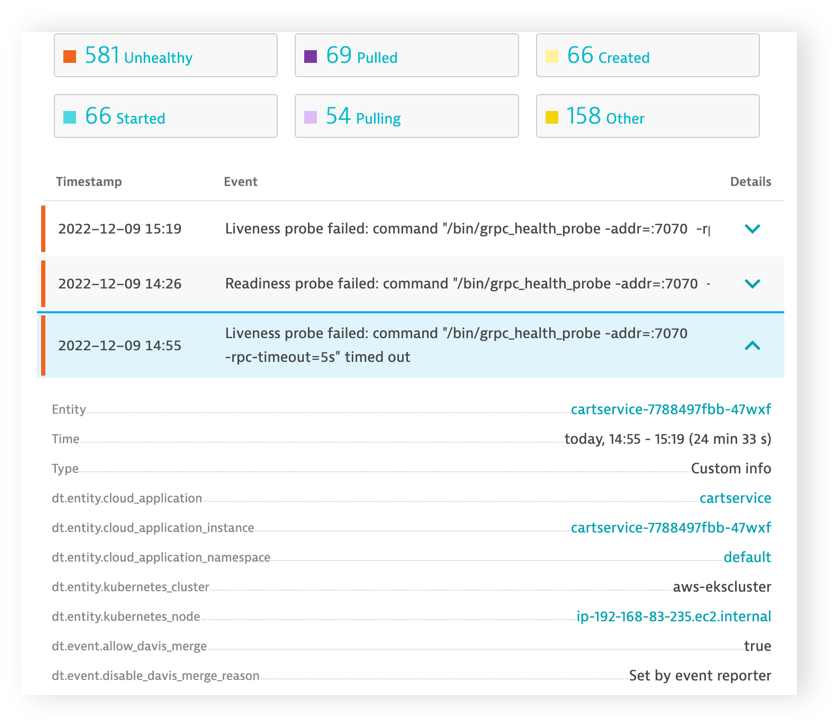 581 Unhealthy
69 Pulled
66 Created
66 Started
54 Pulling
158 Other
Timestamp Event Details
2022-12-09 15:19 Liveness probe failed: command "/bin/grpc_health_probe -addr=:7070 -r
2022-12-09 14:26 Readiness probe failed: command "/bin/grpc_health_probe -addr=:7070 -
2022-12-09 14:55 Liveness probe failed: command "/bin/grpc_health_probe -addr=:7070
-rpc-timeout=5s" timed out
Entity cartservice-7788497fbb-47wxf
Time today, 14:55 - 15:19 (24 min 33 s)
Type Custom info
dt.entity.cloud_application cartservice
dt.entity.cloud_application_instance cartservice-7788497fbb-47wxf
dt.entity.cloud_application_namespace default
dt.entity.kubernetes_cluster aws-ekscluster
dt.entity.kubernetes_node ip-192-168-83-235.ec2.internal
dt.event.allow_davis_merge true
dt.event.disable_davis_merge_reason Set by event reporter